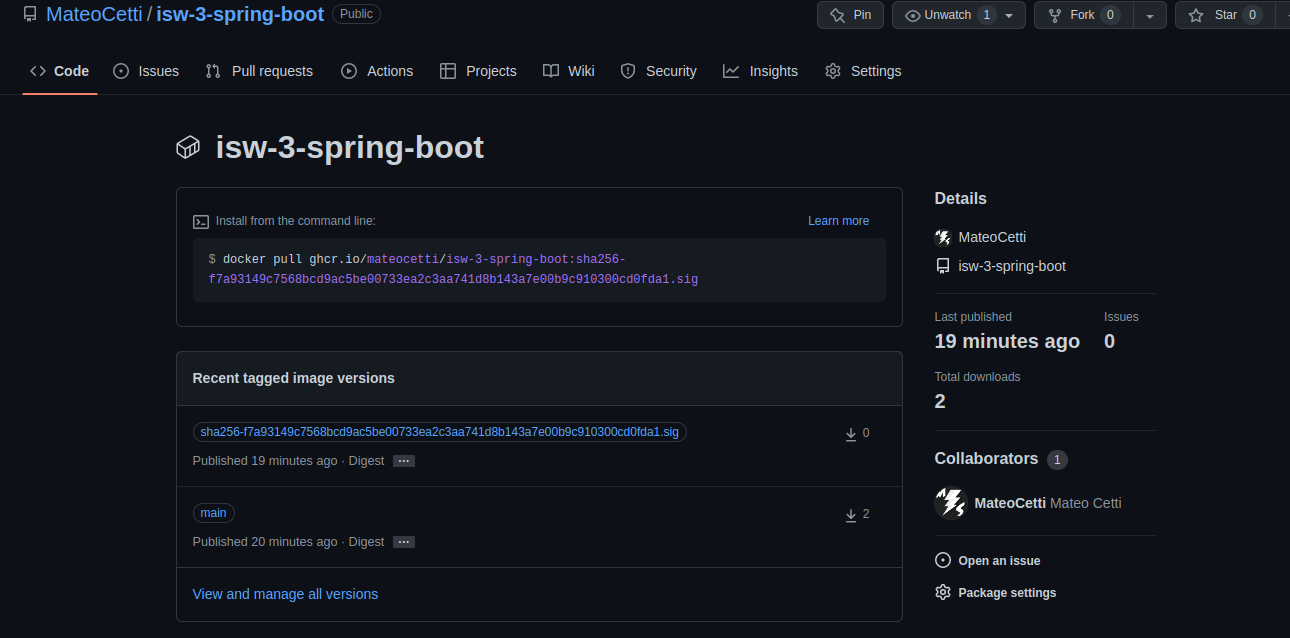 MateoCetti / isw-3-spring-boot Public
Pin
Unwatch 1
Fork 0
Star 0
Code
Issues
Pull requests
Actions
Projects
Wiki
Security
Insights
Settings
isw-3-spring-boot
Install from the command line:
Learn more
$ docker pull ghcr.io/mateocetti/isw-3-spring-boot:sha256-
f7a93149c7568bcd9ac5be00733ea2c3aa741d8b143a7e00b9c910300cd0fda1.sig
Recent tagged image versions
sha256-f7a93149c7568bcd9ac5be00733ea2c3aa741d8b143a7e00b9c910300cd0fda1.sig
0
Published 19 minutes ago · Digest ...
main
2
Published 20 minutes ago · Digest ...
View and manage all versions
Details
MateoCetti
isw-3-spring-boot
Last published
Issues
19 minutes ago
0
Total downloads
2
Collaborators 1
MateoCetti Mateo Cetti
Open an issue
Package settings